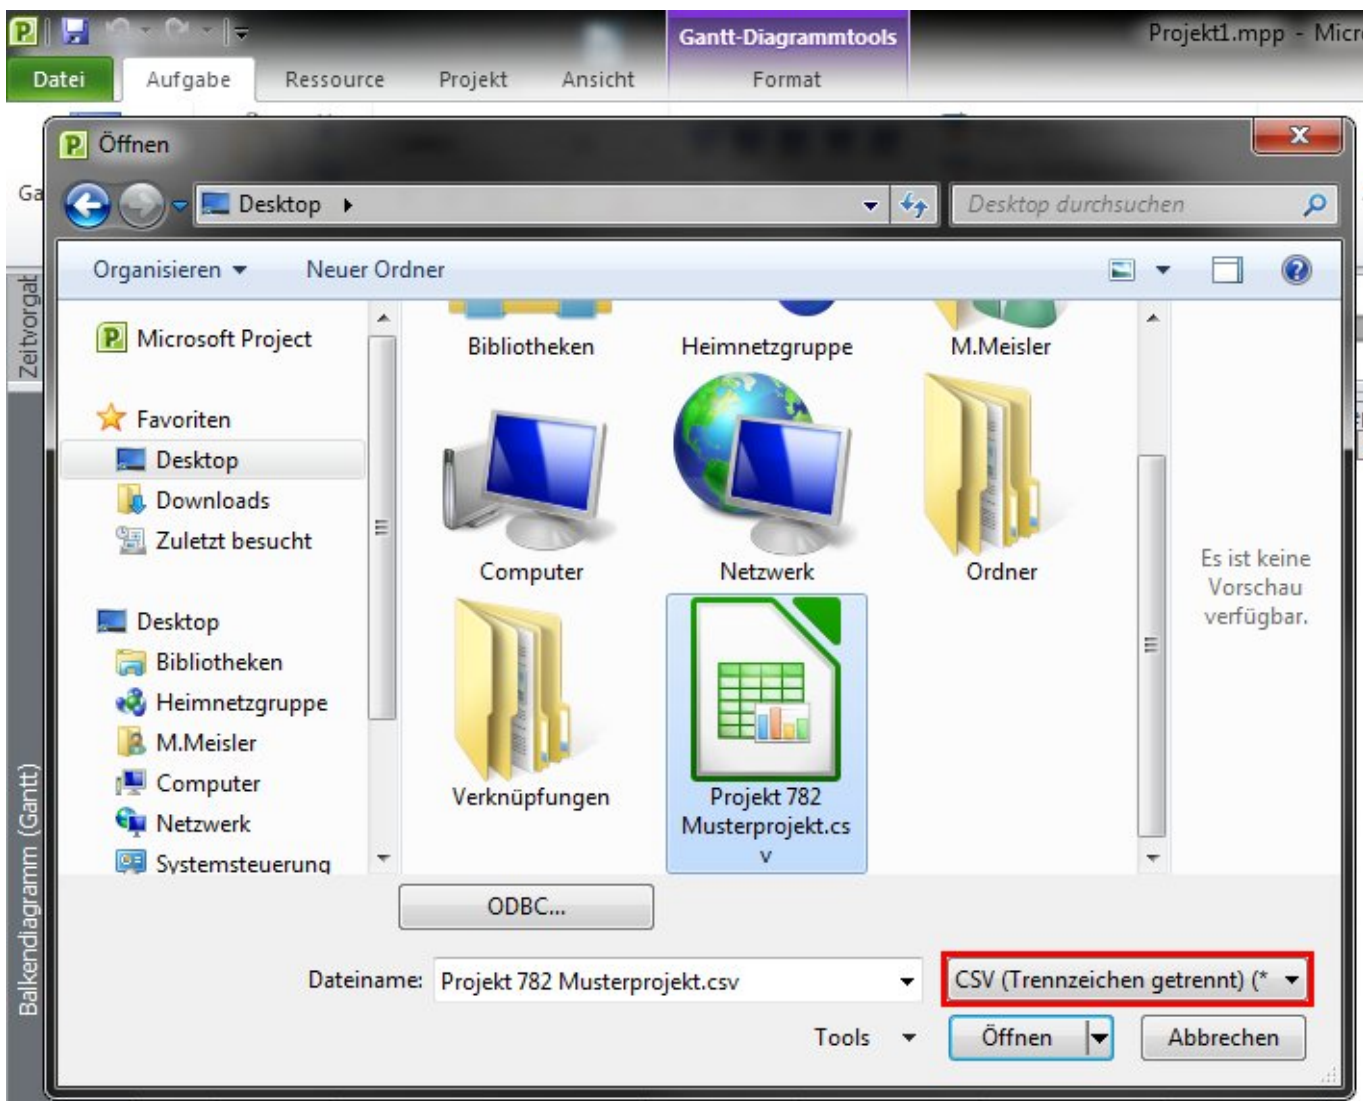 Gantt-Diagrammtools
Projekt1.mpp - Micr
Datei Aufgabe Ressource Projekt Ansicht Format
Öffnen
Ga
Desktop
Desktop durchsuchen
Organisieren Neuer Ordner
Zeitvorgab
Microsoft Project
Favoriten
Desktop
Downloads
Zuletzt besucht
Desktop
Bibliotheken
Heimnetzgruppe
M.Meisler
Computer
Netzwerk
Systemsteuerung
Bibliotheken Heimnetzgruppe M.Meisler
Computer Netzwerk Ordner
Verknüpfungen
Projekt 782
Musterprojekt.cs
v
Es ist keine
Vorschau
verfügbar.
Balkendiagramm (Gantt)
ODBC...
Dateiname: Projekt 782 Musterprojekt.csv
CSV (Trennzeichen getrennt) (*
Tools Öffnen Abbrechen